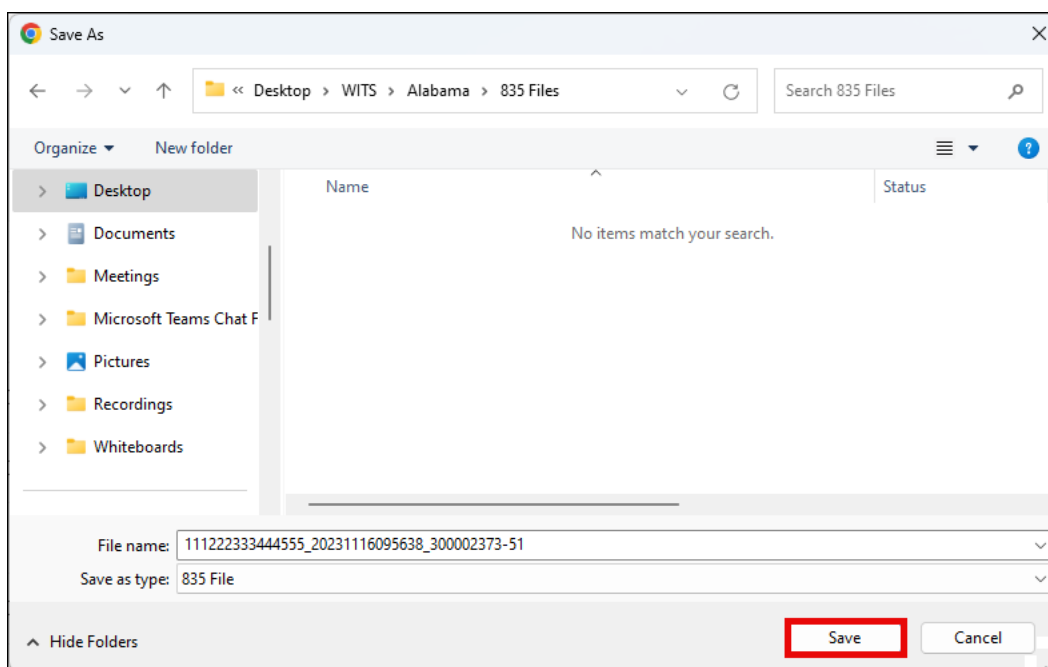 Save As
« Desktop > WITS > Alabama > 835 Files
Search 835 Files
Organize
New folder
Name
Status
Desktop
Documents
Meetings
Microsoft Teams Chat F
Pictures
Recordings
Whiteboards
No items match your search.
File name: 111222333444555_20231116095638_300002373-51
Save as type: 835 File
Hide Folders
Save
Cancel